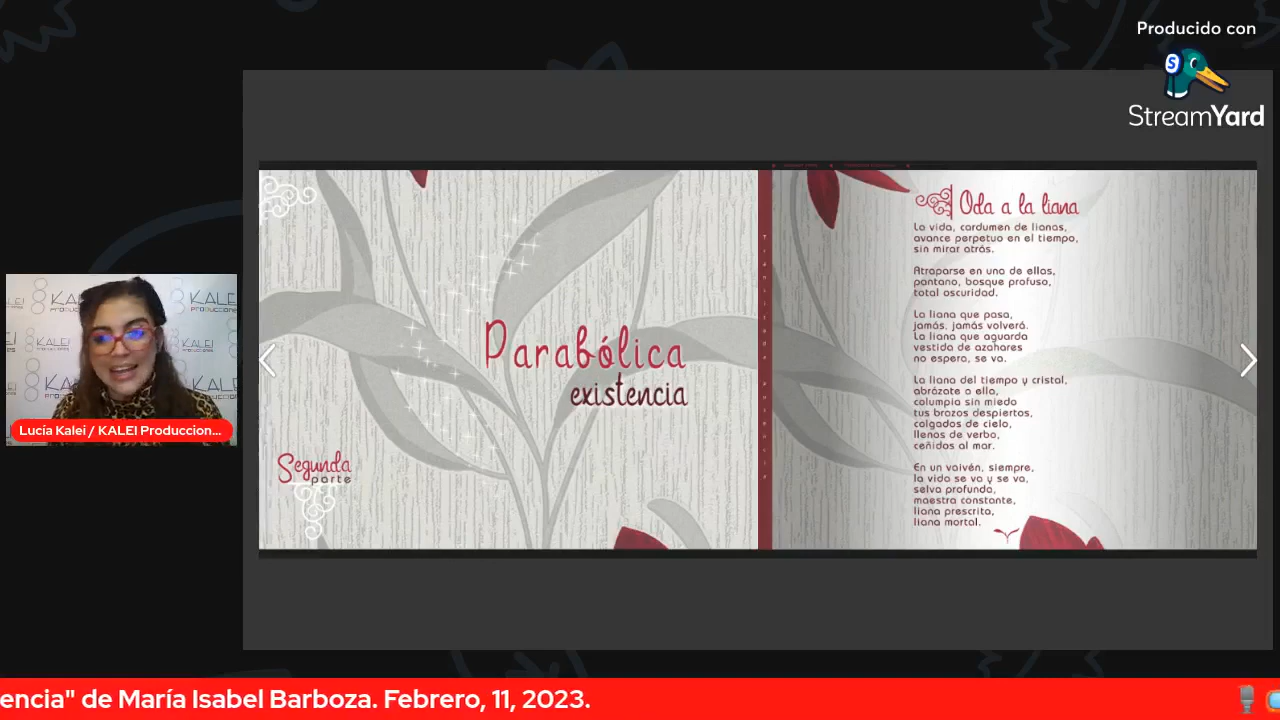 Producido con
StreamYard
KALEI
Producciones
Lucía Kalei / KALEI Produccion...
Parabólica
existencia
Segunda
parte
Oda a la liana
La vida, cardumen de lianas,
avance perpetuo en el tiempo,
sin mirar atrás.
Atraparse en una de ellas,
pantano, bosque profuso,
total oscuridad.
La liana que pasa,
jamás, jamás volverá.
La liana que aguarda
vestida de azahares
no espera, se va.
La liana del tiempo y cristal,
abrázate a ella,
columpia sin miedo
tus brazos despiertos,
colgados de cielo,
llenos de verbo,
ceñidos al mar.
En un vaivén, siempre,
la vida se va y se va,
selva profunda,
maestra constante,
liana prescrita,
liana mortal.
encia" de María Isabel Barboza. Febrero, 11, 2023.